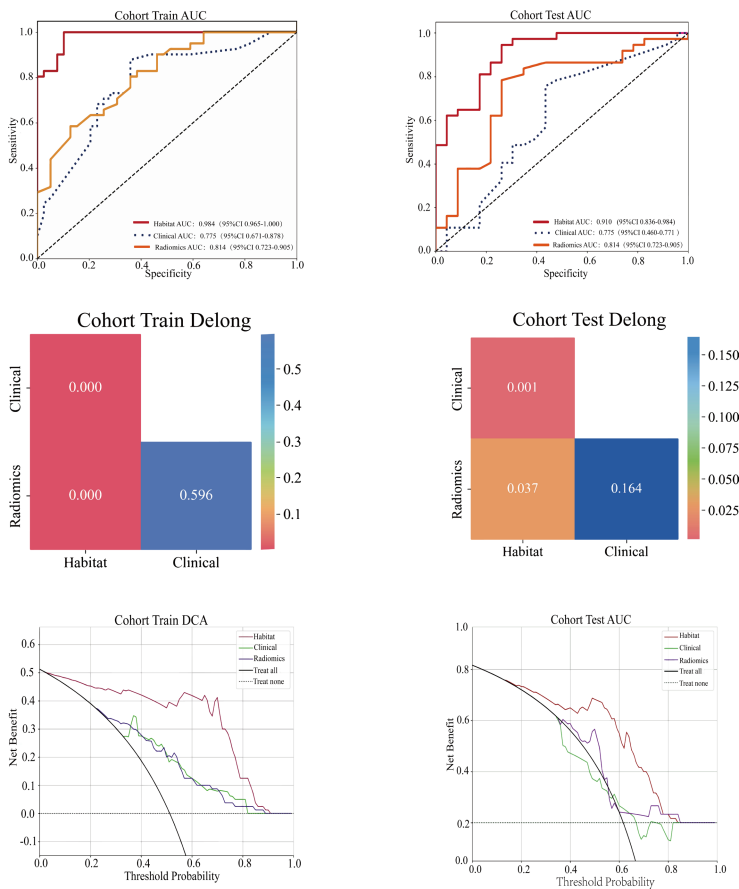 Cohort Train AUC
Sensitivity
1.0
0.8
0.6
0.4
0.2
0.0
Habitat AUC: 0.984 (95%CI 0.965-1.000)
Clinical AUC: 0.775 (95%CI 0.671-0.878)
Radiomics AUC: 0.814 (95%CI 0.723-0.905)
0.0 0.2 0.4 0.6 0.8 1.0
Specificity
Cohort Test AUC
Sensitivity
1.0
0.8
0.6
0.4
0.2
0.0
Habitat AUC: 0.910 (95%CI 0.836-0.984)
Clinical AUC: 0.775 (95%CI 0.460-0.771)
Radiomics AUC: 0.814 (95%CI 0.723-0.905)
0.0 0.2 0.4 0.6 0.8 1.0
Specificity
Cohort Train Delong
Clinical
Radiomics
0.000
0.000 0.596
Habitat Clinical
0.5
0.4
0.3
0.2
0.1
Cohort Test Delong
Clinical
Radiomics
0.001
0.037 0.164
Habitat Clinical
0.150
0.125
0.100
0.075
0.050
0.025
Cohort Train DCA
Net Benefit
0.6
0.5
0.4
0.3
0.2
0.1
0.0
-0.1
Habitat
Clinical
Radiomics
Treat all
Treat none
0.0 0.2 0.4 0.6 0.8 1.0
Threshold Probability
Cohort Test AUC
Net Benefit
1.0
0.8
0.6
0.4
0.2
0.0
Habitat
Clinical
Radiomics
Treat all
Treat none
0.0 0.2 0.4 0.6 0.8 1.0
Threshold Probability